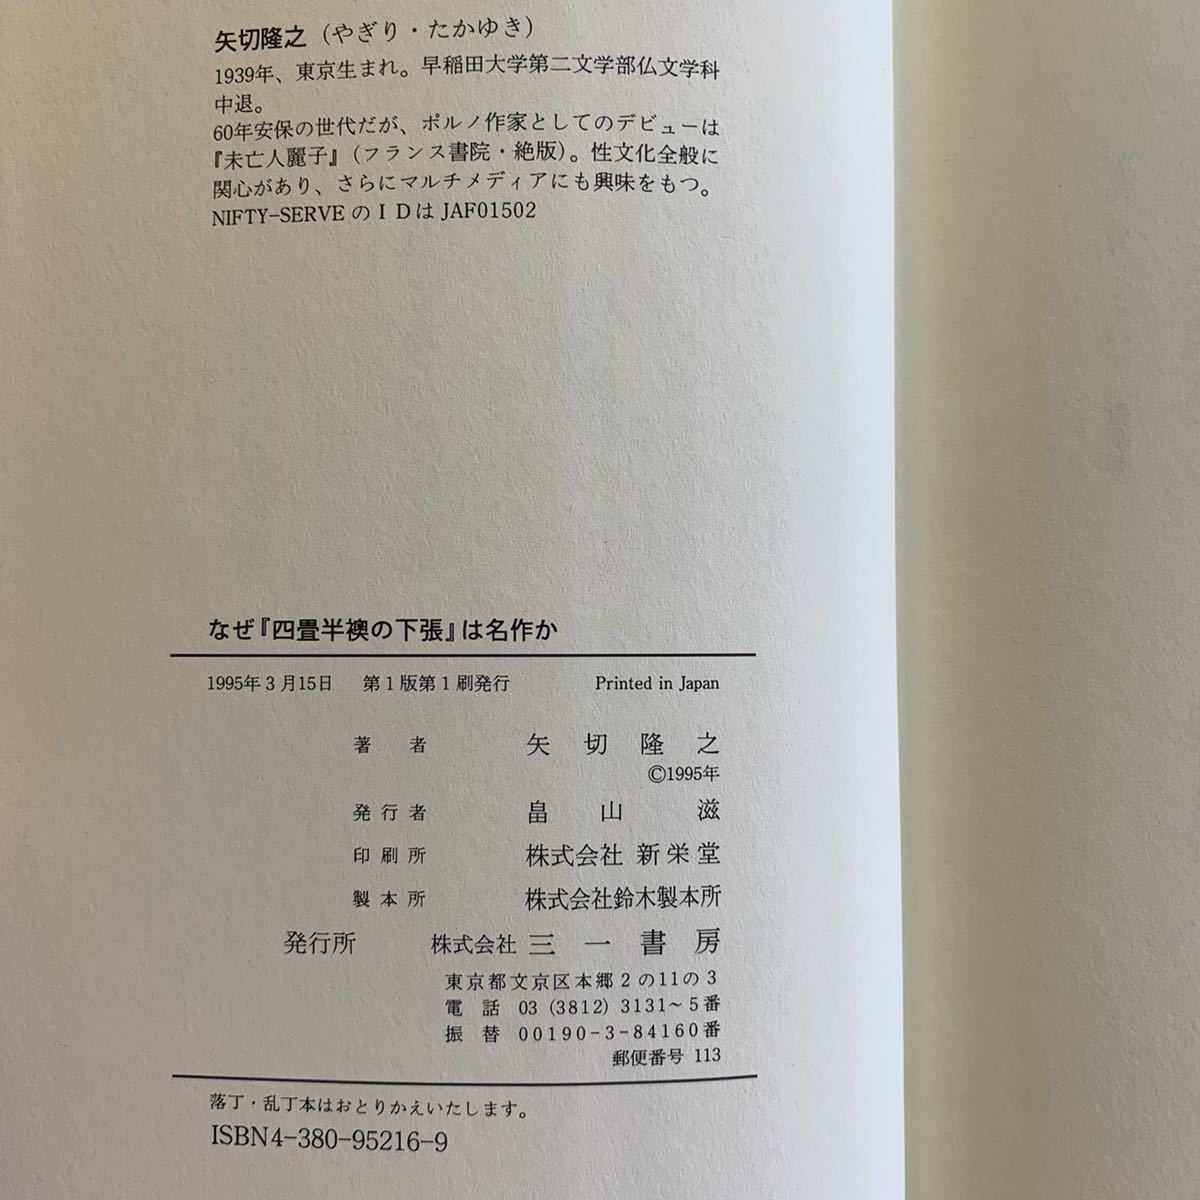 矢切隆之(やぎり・たかゆき)
1939年、東京生まれ。早稲田大学第二文学部仏文学科
中退。
60年安保の世代だが、ポルノ作家としてのデビューは
『未亡人麗子』(フランス書院・絶版)。性文化全般に
関心があり、さらにマルチメディアにも興味をもつ。
NIFTY-SERVEのIDはJAF01502
なぜ『四畳半襖の下張』は名作か
1995年3月15日 第1版第1刷発行 Printed in Japan
著者 矢切隆之
©1995年
発行者 畠山滋
印刷所 株式会社 新栄堂
製本所 株式会社鈴木製本所
発行所 株式会社 三一書房
東京都文京区本郷2の11の3
電話 03 (3812) 3131~5番
振替 00190-3-84160番
郵便番号 113
落丁・乱丁本はおとりかえいたします。
ISBN4-380-95216-9